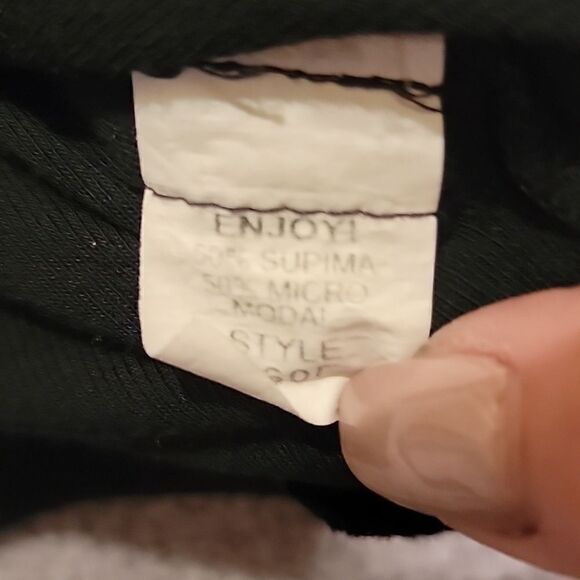 ENJOY!
50% SUPIMA
50% MICRO
MODAL
STYLE